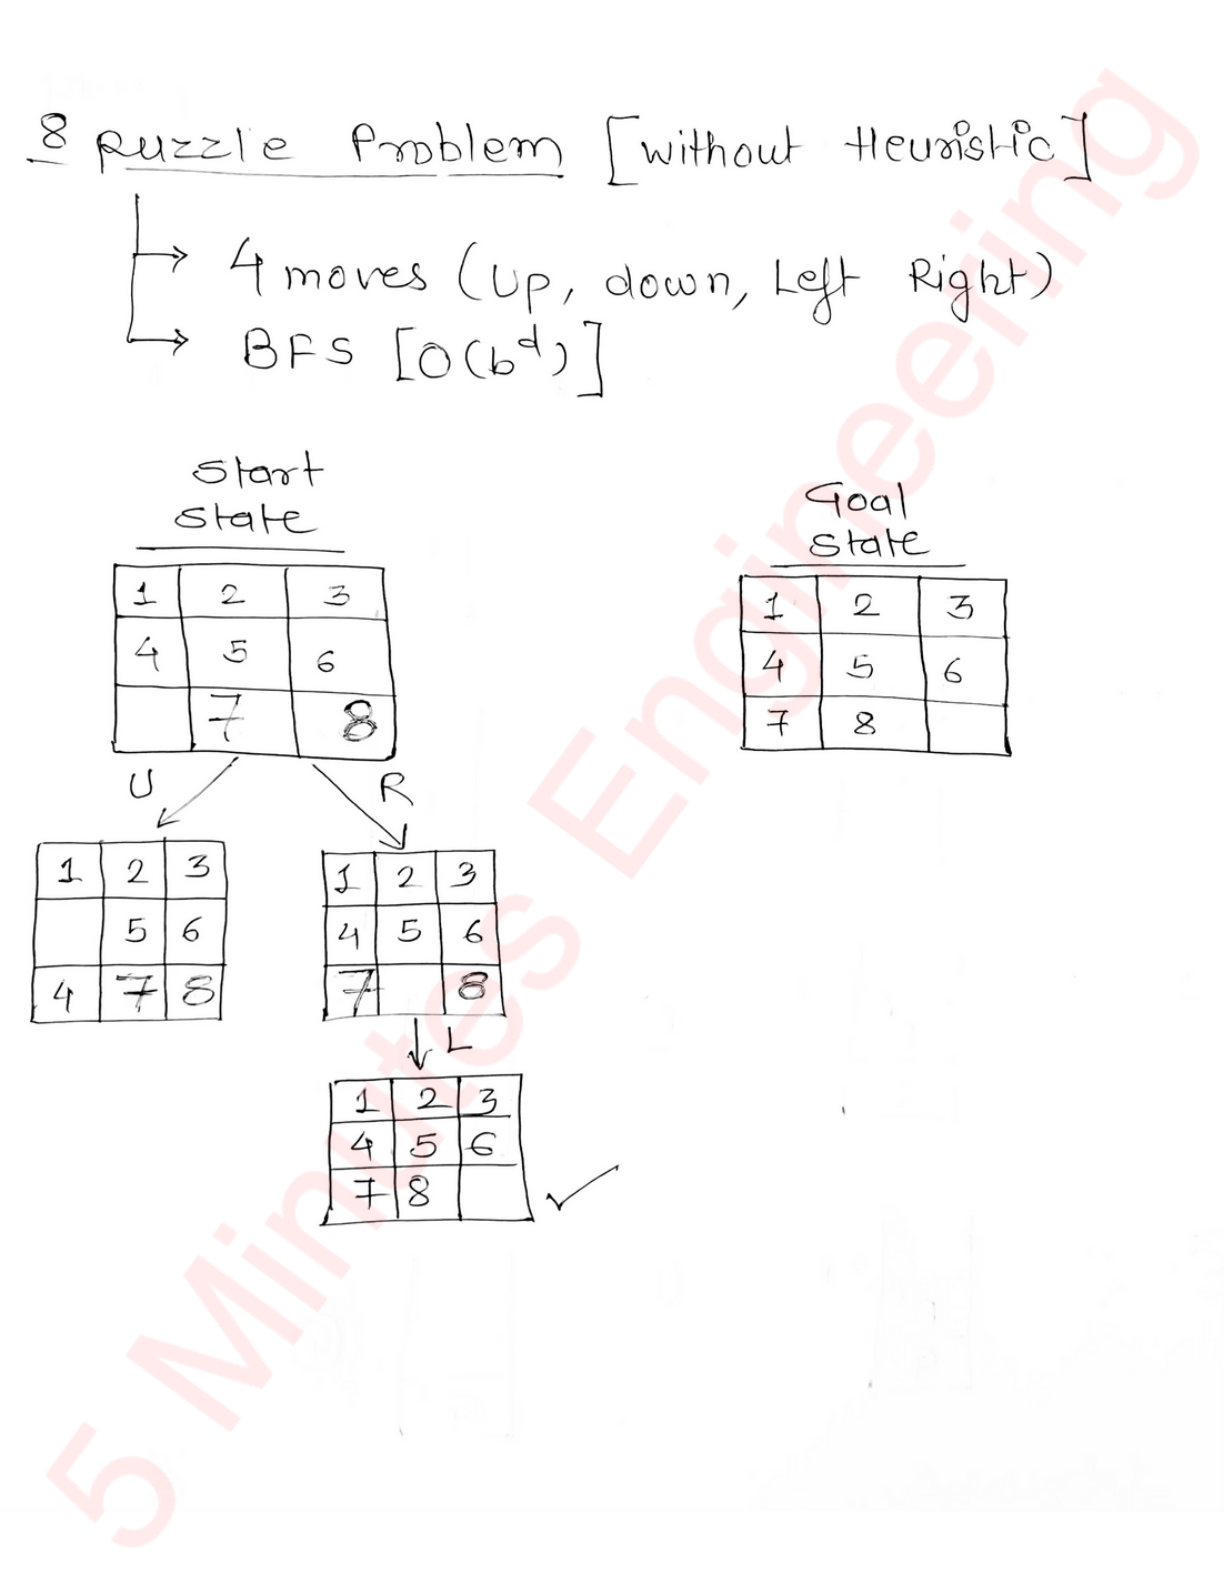 8 Puzzle Problem [without Heuristic]
→ 4 moves (Up, down, Left Right)
→ BFS [O(b^d)]
Start
State
1 2 3
4 5 6
7 8
Goal
State
1 2 3
4 5 6
7 8
U R
1 2 3
5 6
4 7 8
1 2 3
4 5 6
7 8
L
1 2 3
4 5 6
7 8
✓
5 Minutes Engineering